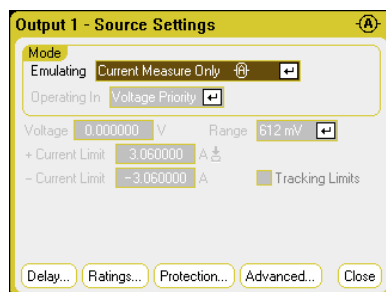 Output 1 - Source Settings -(A)-
Mode
Emulating Current Measure Only -(A)- ↵
Operating In Voltage Priority ↵
Voltage 0.000000 V Range 612 mV ↵
+ Current Limit 3.060000 A
− Current Limit −3.060000 A Tracking Limits
Delay... Ratings... Protection... Advanced... Close